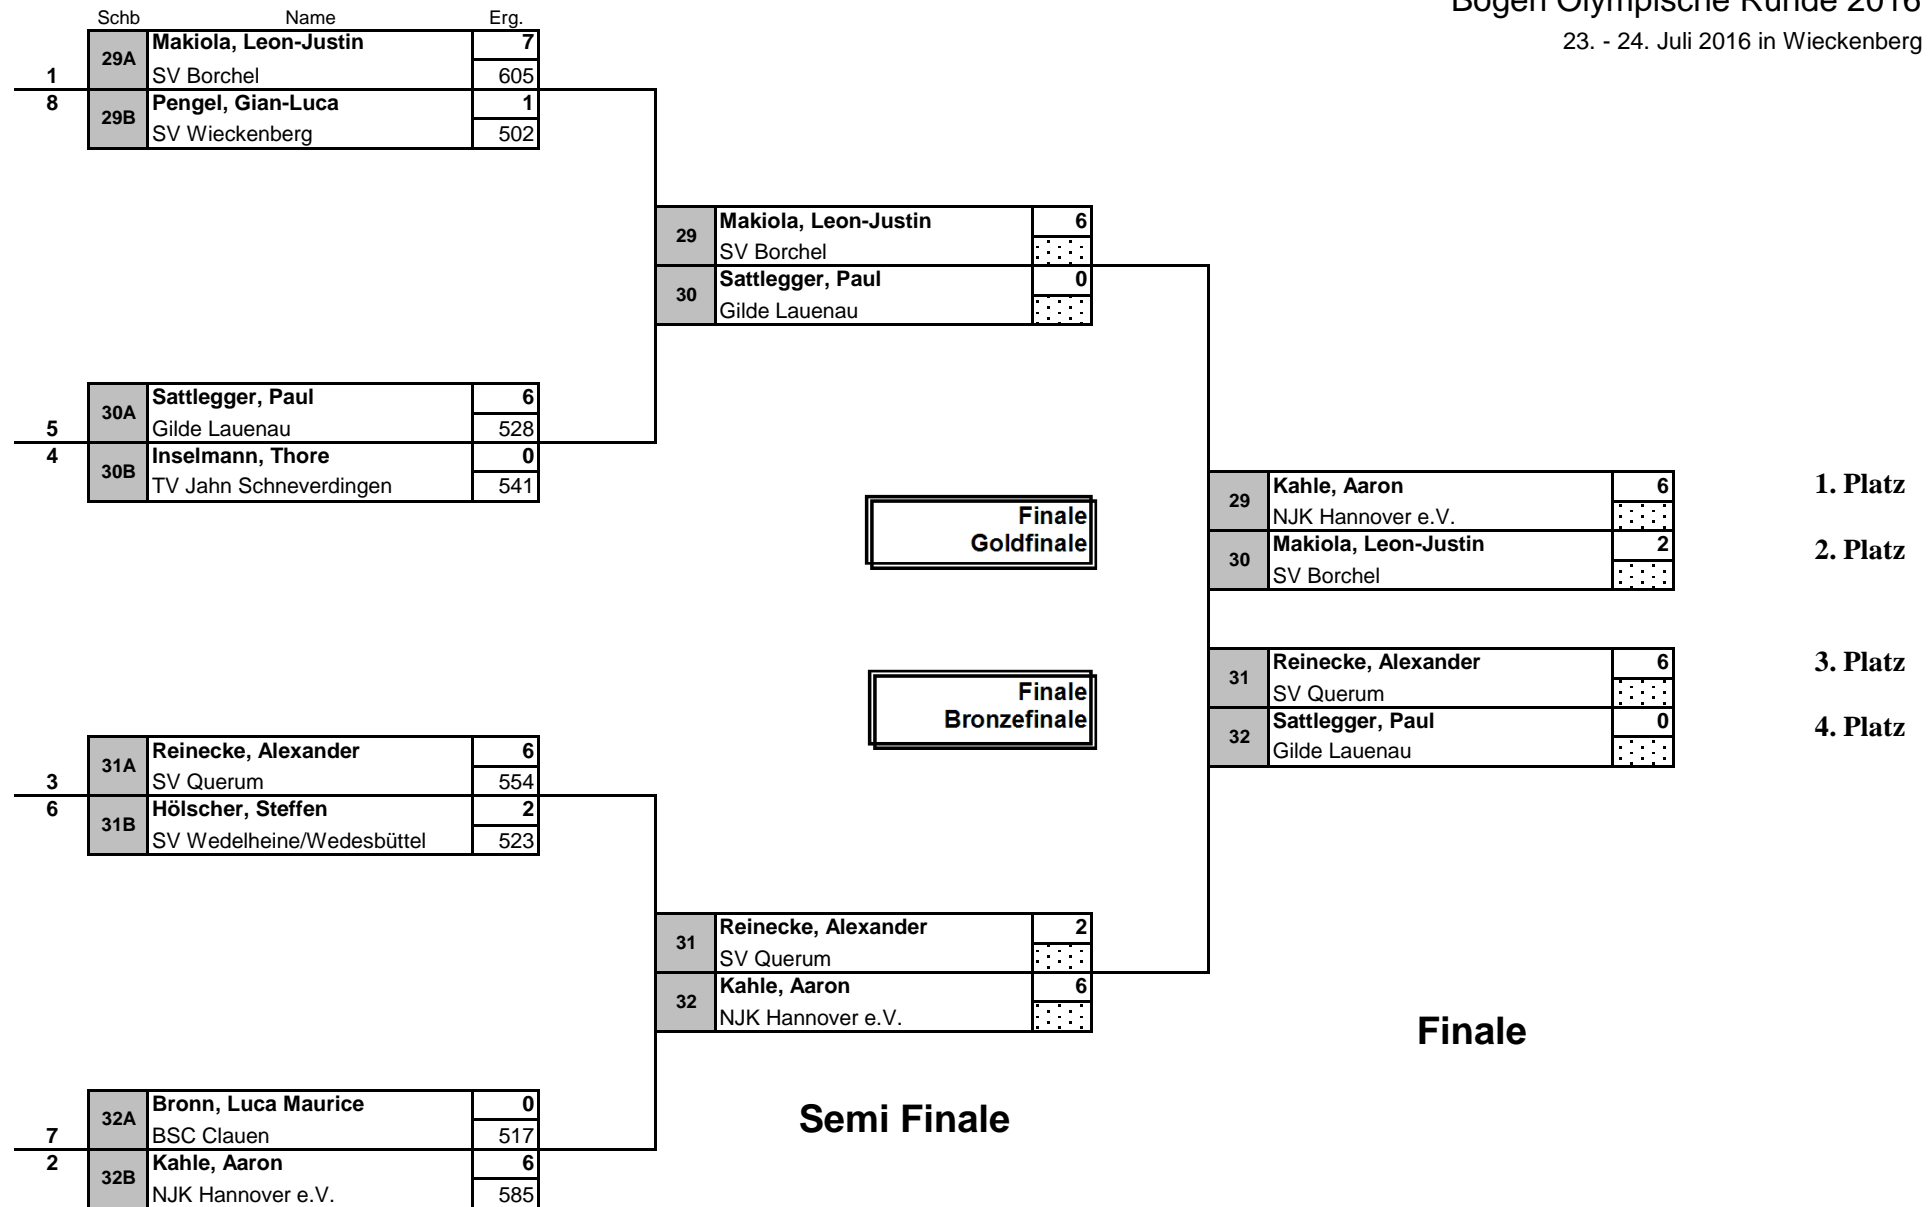 Bogen Olympische Runde 2016
23. - 24. Juli 2016 in Wieckenberg
Schb Name Erg.
29A Makiola, Leon-Justin 7
1 SV Borchel 605
8 29B Pengel, Gian-Luca 1
SV Wieckenberg 502
29 Makiola, Leon-Justin 6
SV Borchel
30 Sattlegger, Paul 0
Gilde Lauenau
30A Sattlegger, Paul 6
5 Gilde Lauenau 528
4 30B Inselmann, Thore 0
TV Jahn Schneverdingen 541
Finale
Goldfinale
29 Kahle, Aaron 6 1. Platz
NJK Hannover e.V.
30 Makiola, Leon-Justin 2 2. Platz
SV Borchel
Finale
Bronzefinale
31 Reinecke, Alexander 6 3. Platz
SV Querum
32 Sattlegger, Paul 0 4. Platz
Gilde Lauenau
31A Reinecke, Alexander 6
3 SV Querum 554
6 31B Hölscher, Steffen 2
SV Wedelheine/Wedesbüttel 523
31 Reinecke, Alexander 2
SV Querum
32 Kahle, Aaron 6
NJK Hannover e.V.
Finale
Semi Finale
32A Bronn, Luca Maurice 0
7 BSC Clauen 517
2 32B Kahle, Aaron 6
NJK Hannover e.V. 585